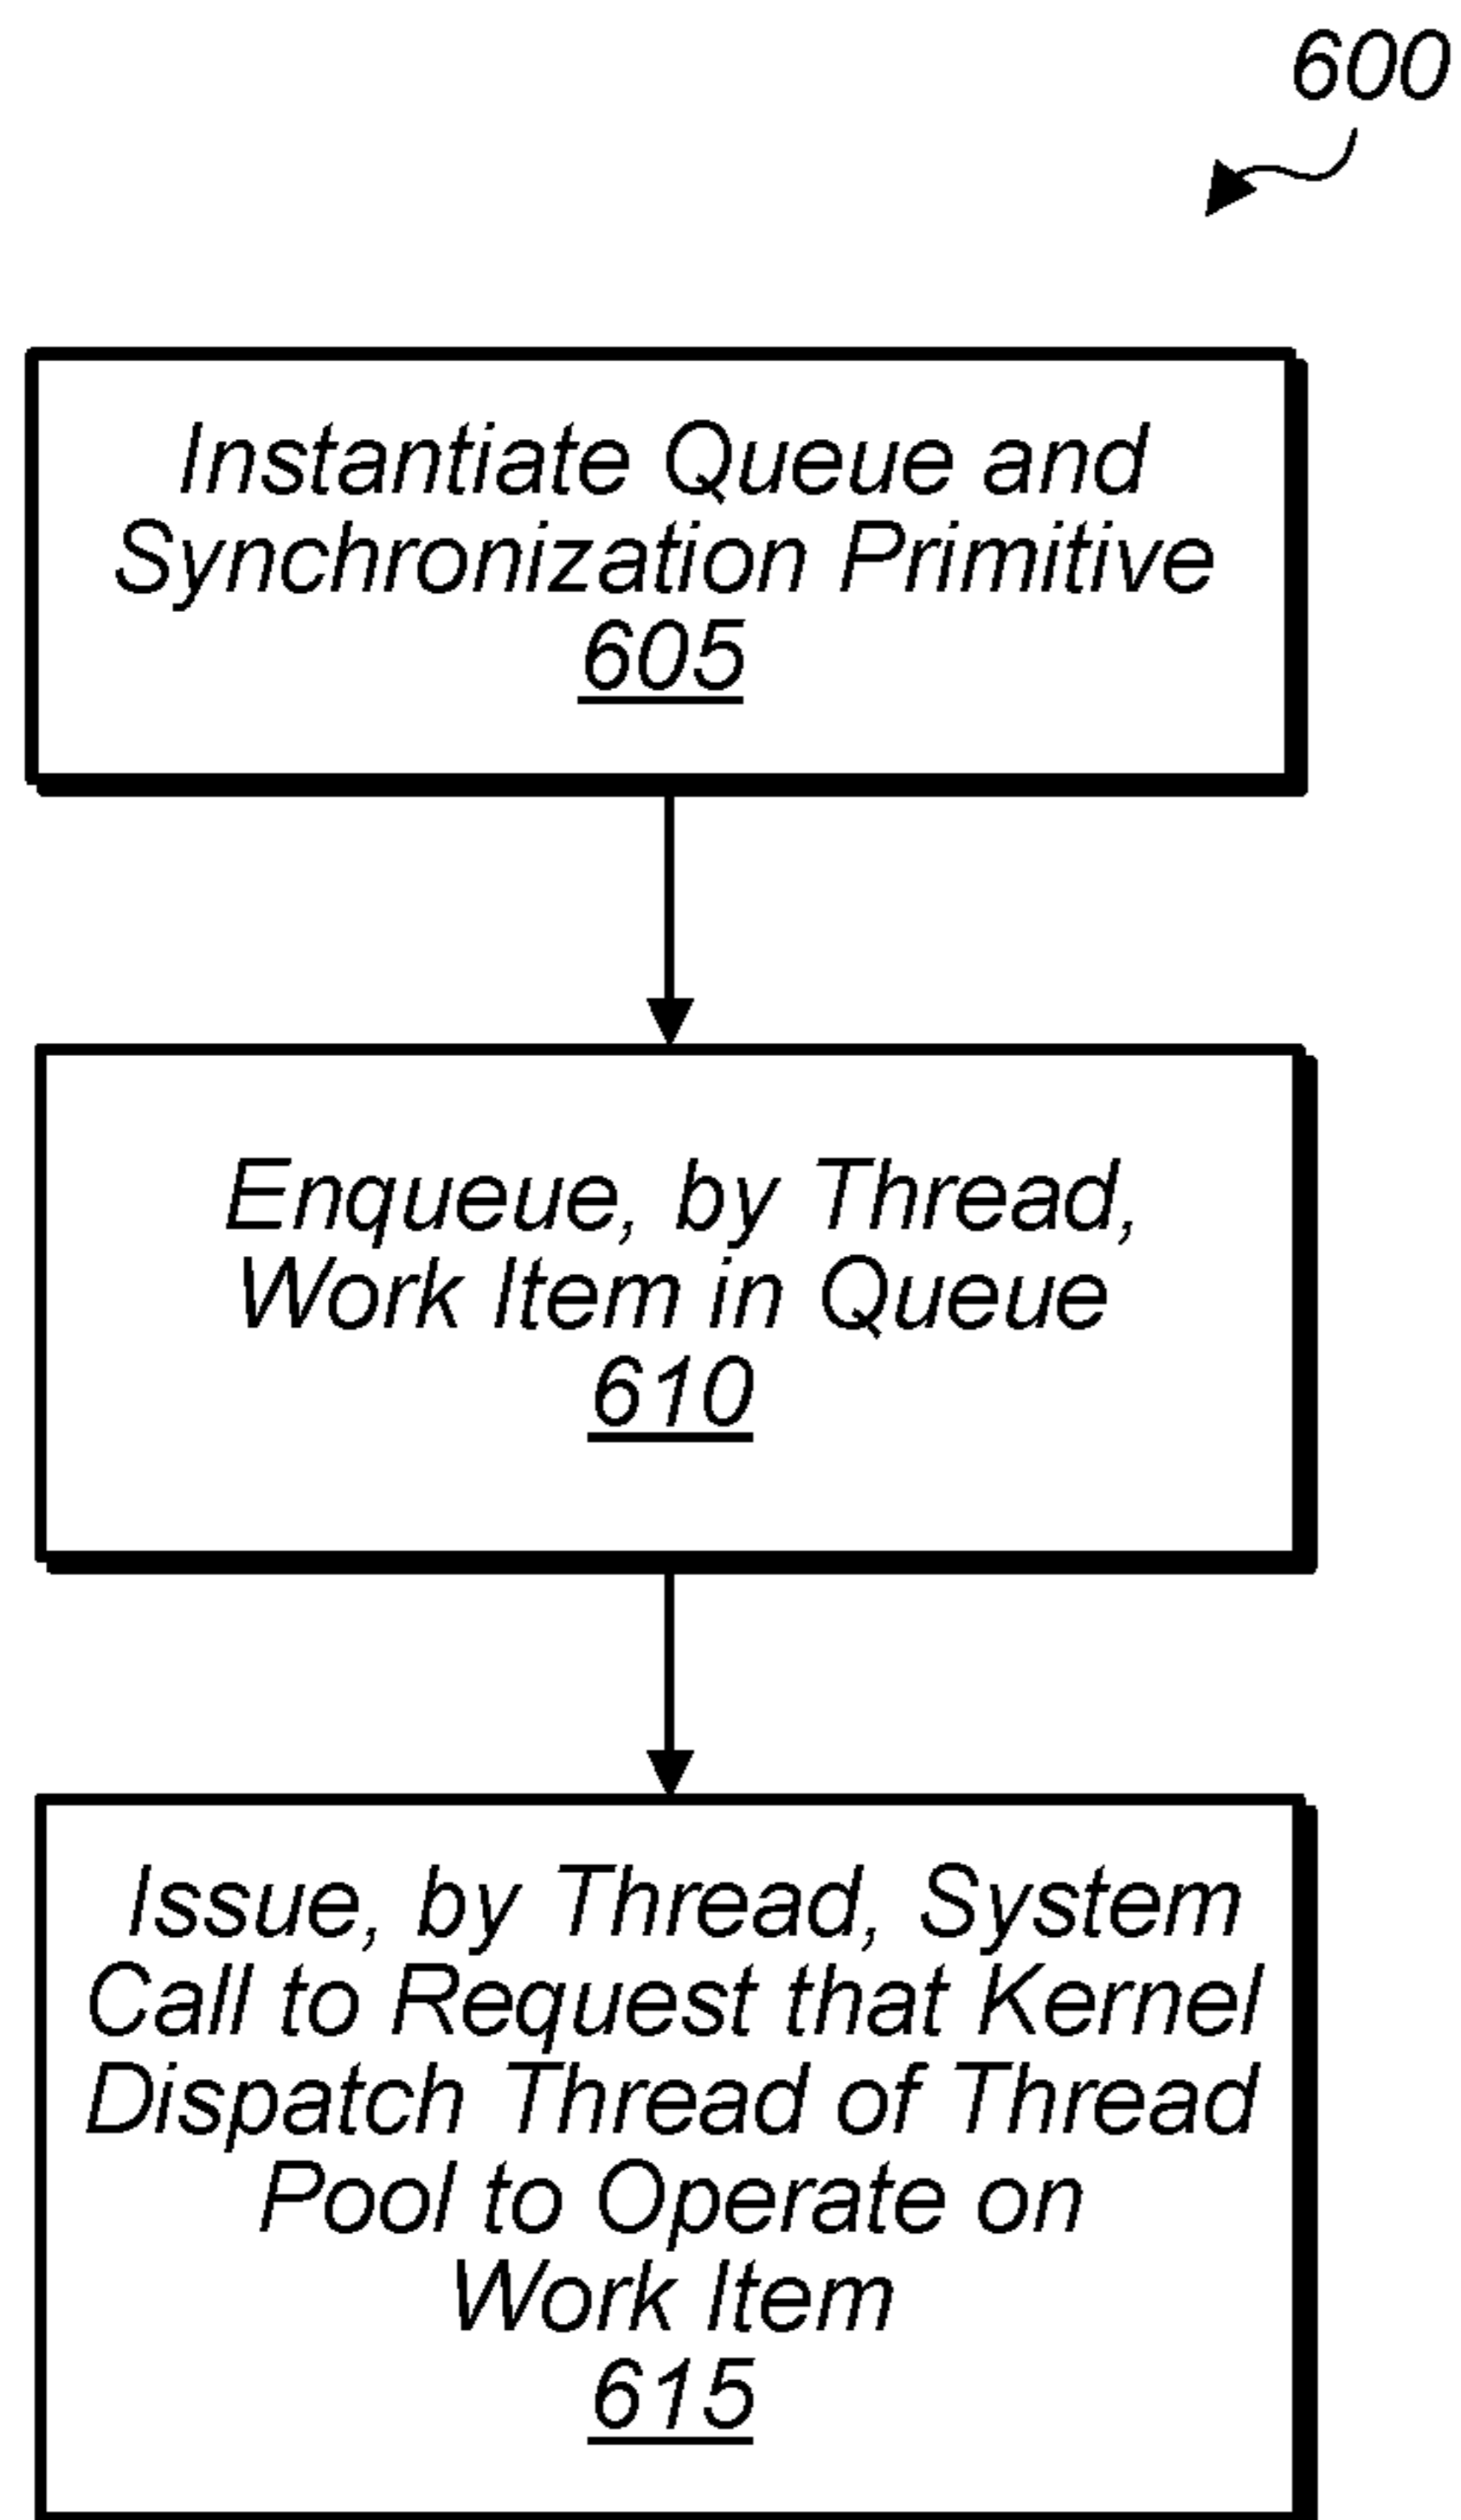 600
Instantiate Queue and
Synchronization Primitive
605
Enqueue, by Thread,
Work Item in Queue
610
Issue, by Thread, System
Call to Request that Kernel
Dispatch Thread of Thread
Pool to Operate on
Work Item
615